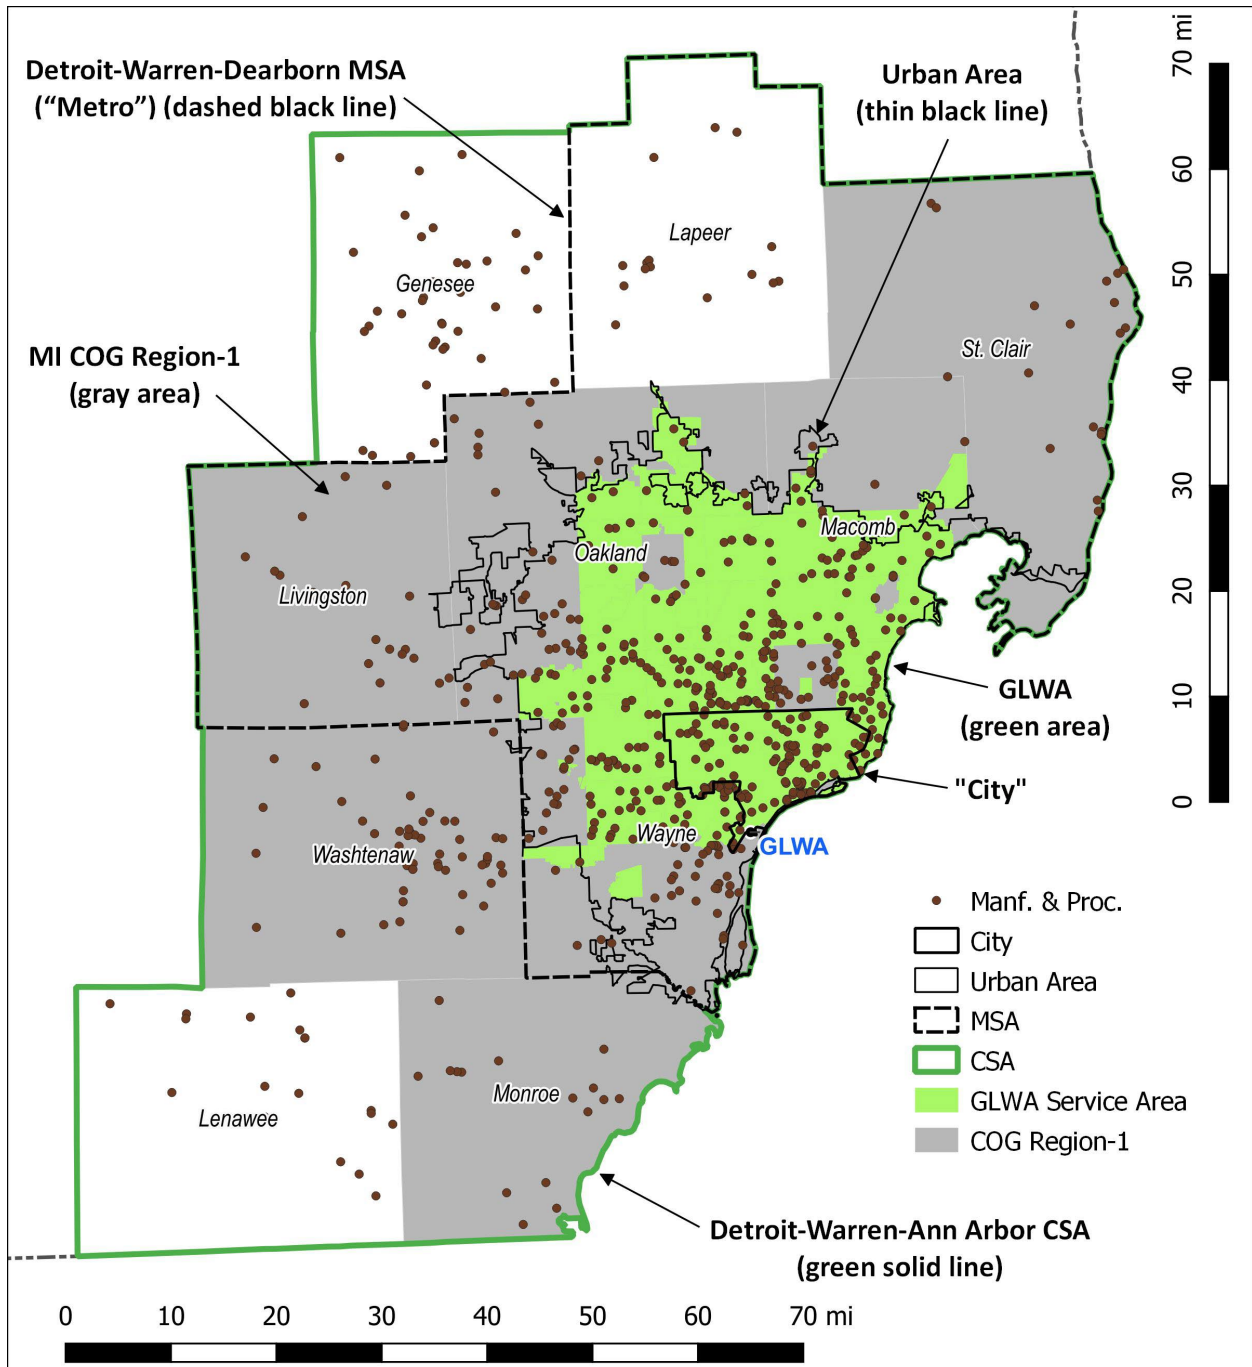 Detroit-Warren-Dearborn MSA
(“Metro”) (dashed black line)
Urban Area
(thin black line)
70 mi
60
50
40
30
20
10
0
Lapeer
Genesee
St. Clair
MI COG Region-1
(gray area)
Macomb
Oakland
Livingston
GLWA
(green area)
"City"
Wayne
GLWA
Washtenaw
Manf. & Proc.
City
Urban Area
MSA
CSA
GLWA Service Area
COG Region-1
Monroe
Lenawee
Detroit-Warren-Ann Arbor CSA
(green solid line)
0 10 20 30 40 50 60 70 mi